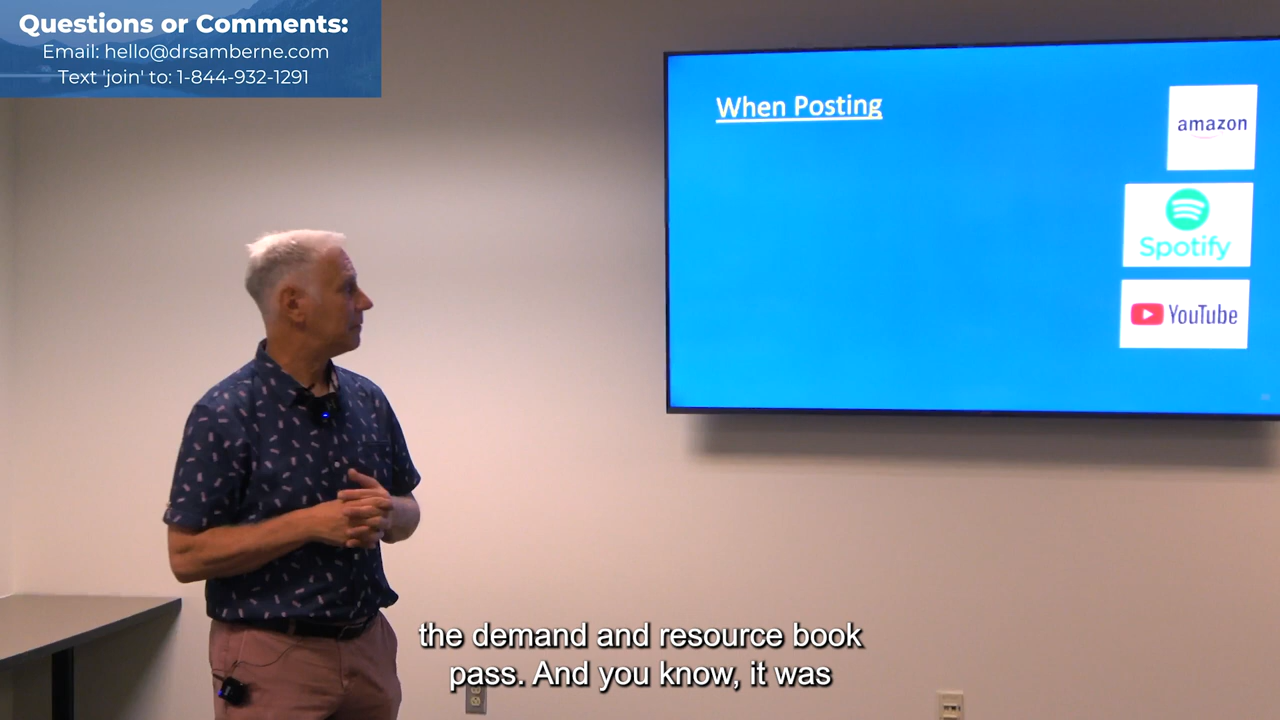 Questions or Comments:
Email: hello@drsamberne.com
Text 'join' to: 1-844-932-1291
When Posting
amazon
Spotify
YouTube
the demand and resource book
pass. And you know, it was